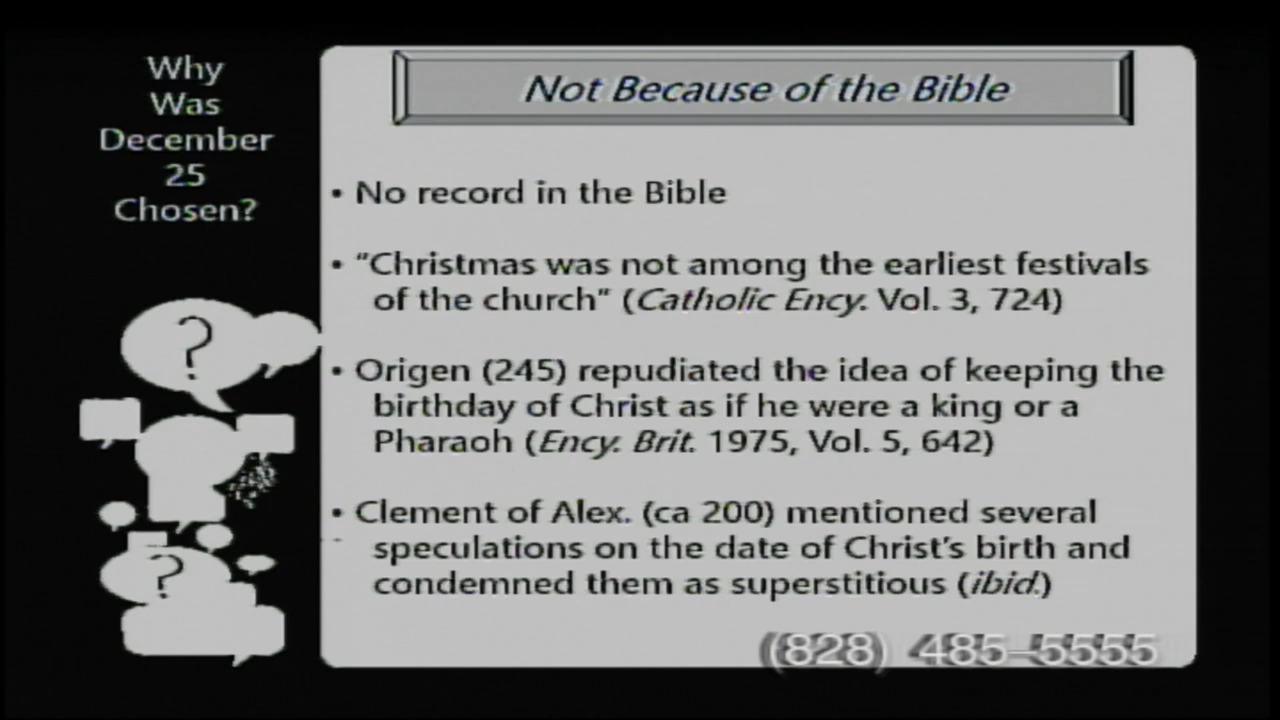 Why
Was
December
25
Chosen?
Not Because of the Bible
• No record in the Bible
• “Christmas was not among the earliest festivals
of the church” (Catholic Ency. Vol. 3, 724)
• Origen (245) repudiated the idea of keeping the
birthday of Christ as if he were a king or a
Pharaoh (Ency. Brit. 1975, Vol. 5, 642)
• Clement of Alex. (ca 200) mentioned several
speculations on the date of Christ’s birth and
condemned them as superstitious (ibid.)
(828) 485–5555
?
?